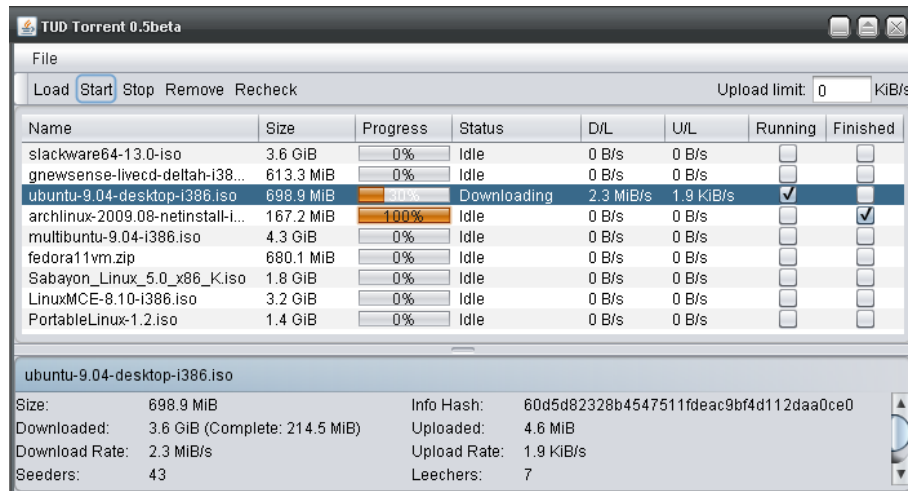 TUD Torrent 0.5beta
File
Load Start Stop Remove Recheck Upload limit: 0 KiB/s
Name Size Progress Status D/L U/L Running Finished
slackware64-13.0-iso 3.6 GiB 0% Idle 0 B/s 0 B/s
gnewsense-livecd-deltah-i38... 613.3 MiB 0% Idle 0 B/s 0 B/s
ubuntu-9.04-desktop-i386.iso 698.9 MiB 30% Downloading 2.3 MiB/s 1.9 KiB/s
archlinux-2009.08-netinstall-i... 167.2 MiB 100% Idle 0 B/s 0 B/s
multibuntu-9.04-i386.iso 4.3 GiB 0% Idle 0 B/s 0 B/s
fedora11vm.zip 680.1 MiB 0% Idle 0 B/s 0 B/s
Sabayon_Linux_5.0_x86_K.iso 1.8 GiB 0% Idle 0 B/s 0 B/s
LinuxMCE-8.10-i386.iso 3.2 GiB 0% Idle 0 B/s 0 B/s
PortableLinux-1.2.iso 1.4 GiB 0% Idle 0 B/s 0 B/s
ubuntu-9.04-desktop-i386.iso
Size: 698.9 MiB Info Hash: 60d5d82328b4547511fdeac9bf4d112daa0ce0
Downloaded: 3.6 GiB (Complete: 214.5 MiB) Uploaded: 4.6 MiB
Download Rate: 2.3 MiB/s Upload Rate: 1.9 KiB/s
Seeders: 43 Leechers: 7